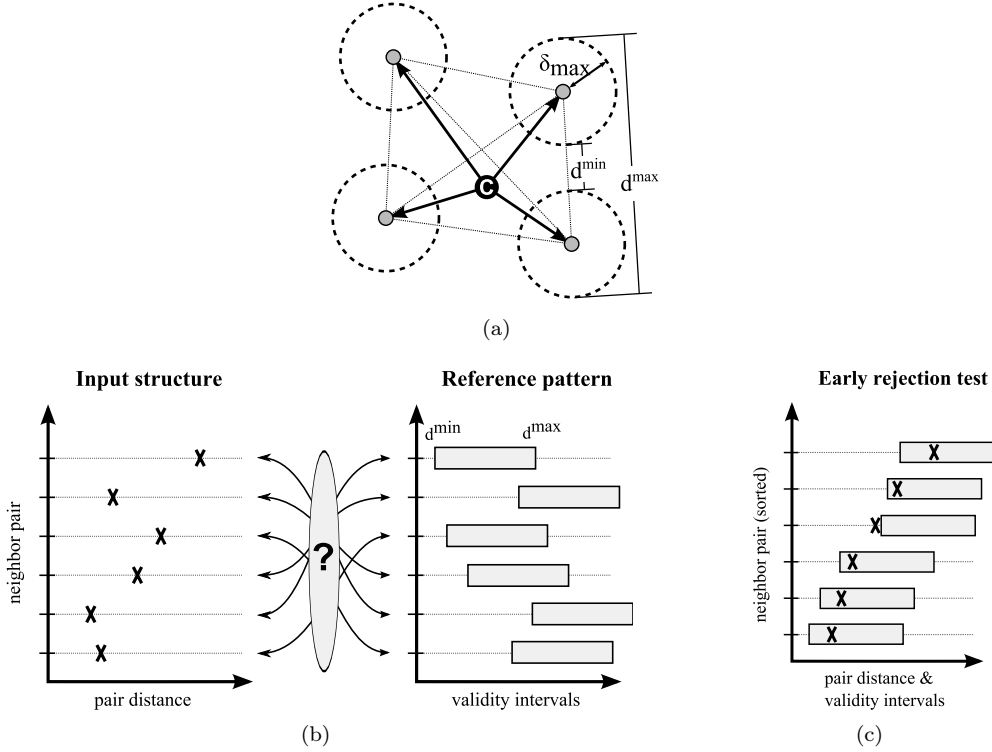 δmax
dmin
dmax
C
(a)
Input structure
Reference pattern
Early rejection test
dmin
dmax
neighbor pair
?
neighbor pair (sorted)
pair distance
validity intervals
pair distance &
validity intervals
(b)
(c)